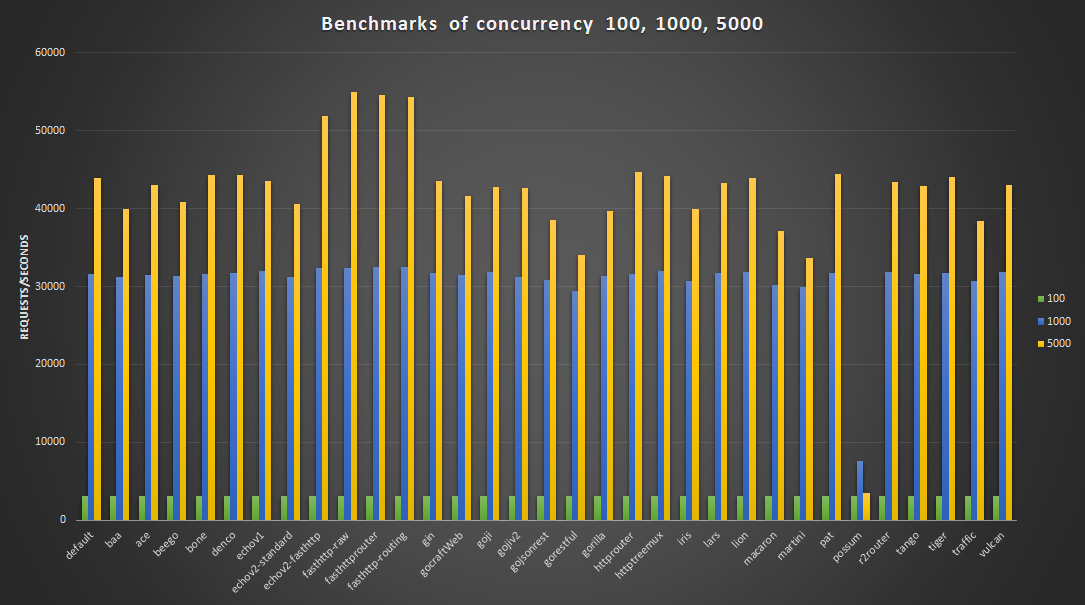 Benchmarks of concurrency 100, 1000, 5000
60000
50000
40000
30000
20000
10000
0
REQUESTS/SECONDS
default
baa
ace
beego
bone
denco
echov1
echov2-standard
echov2-fasthttp
fasthttp-raw
fasthttprouter
fasthttp-routing
gin
gocraftWeb
goji
gojiv2
gojsonrest
gorestful
gorilla
httprouter
httptreemux
iris
lars
lion
macaron
martini
pat
possum
r2router
tango
tiger
traffic
vulcan
100
1000
5000